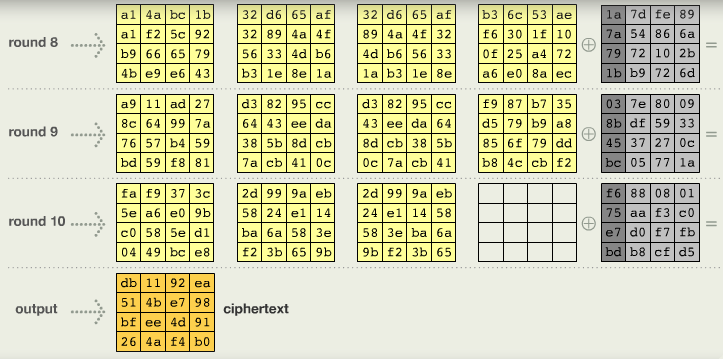 a1 4a bc 1b 32 d6 65 af 32 d6 65 af b3 6c 53 ae 1a 7d fe 89
round 8 a1 f2 5c 92 32 89 4a 4f 89 4a 4f 32 f6 30 1f 10 ⊕ 7a 54 86 6a =
b9 66 65 79 56 33 4d b6 4d b6 56 33 0f 25 a4 72 79 72 10 2b
4b e9 e6 43 b3 1e 8e 1a 1a b3 1e 8e a6 e0 8a ec 1b b9 72 6d
a9 11 ad 27 d3 82 95 cc d3 82 95 cc f9 87 b7 35 03 7e 80 09
round 9 8c 64 99 7a 64 43 ee da 43 ee da 64 d5 79 b9 a8 ⊕ 8b df 59 33 =
76 57 b4 59 38 5b 8d cb 8d cb 38 5b 85 6f 79 dd 45 37 27 0c
bd 59 f8 81 7a cb 41 0c 0c 7a cb 41 b8 4c cb f2 bc 05 77 1a
fa f9 37 3c 2d 99 9a eb 2d 99 9a eb f6 88 08 01
round 10 5e a6 e0 9b 58 24 e1 14 24 e1 14 58 ⊕ 75 aa f3 c0 =
c0 58 5e d1 ba 6a 58 3e 58 3e ba 6a e7 d0 f7 fb
04 49 bc e8 f2 3b 65 9b 9b f2 3b 65 bd b8 cf d5
db 11 92 ea
output 51 4b e7 98 ciphertext
bf ee 4d 91
26 4a f4 b0